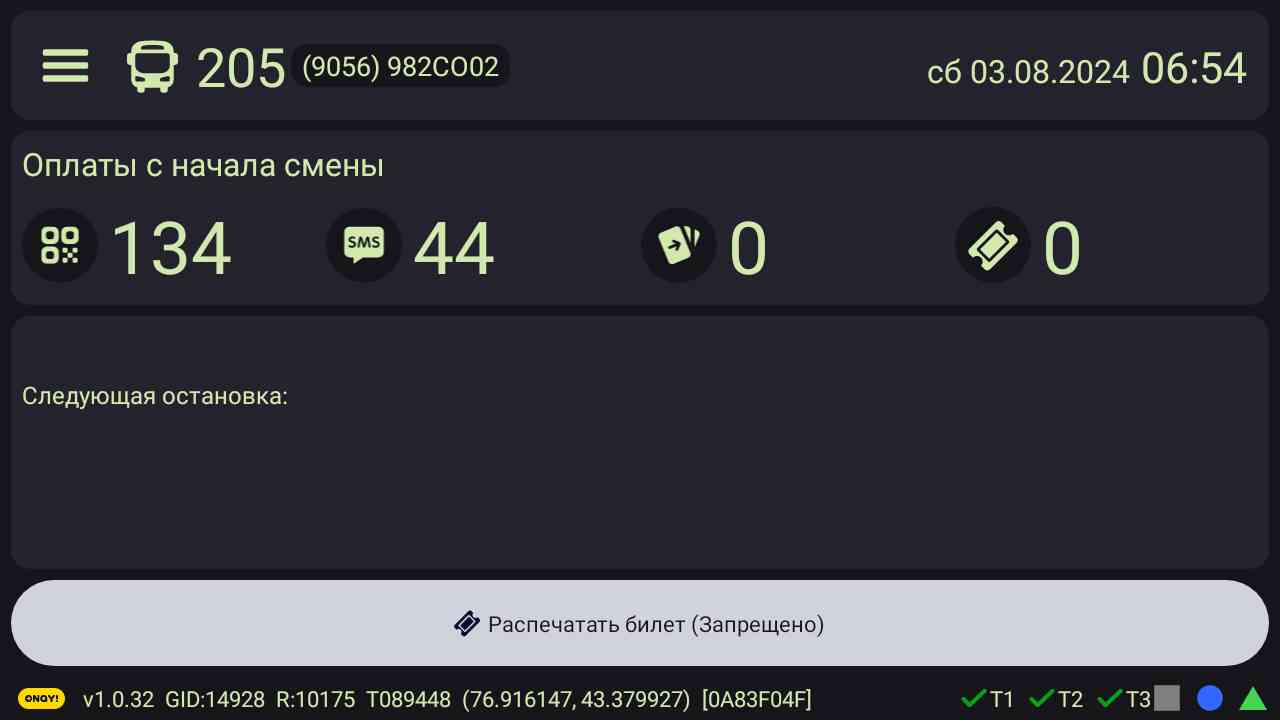 205 (9056) 982CO02 сб 03.08.2024 06:54
Оплаты с начала смены
134 SMS 44 0 0
Следующая остановка:
Распечатать билет (Запрещено)
ONAY! v1.0.32 GID:14928 R:10175 T089448 (76.916147, 43.379927) [0A83F04F] T1 T2 T3